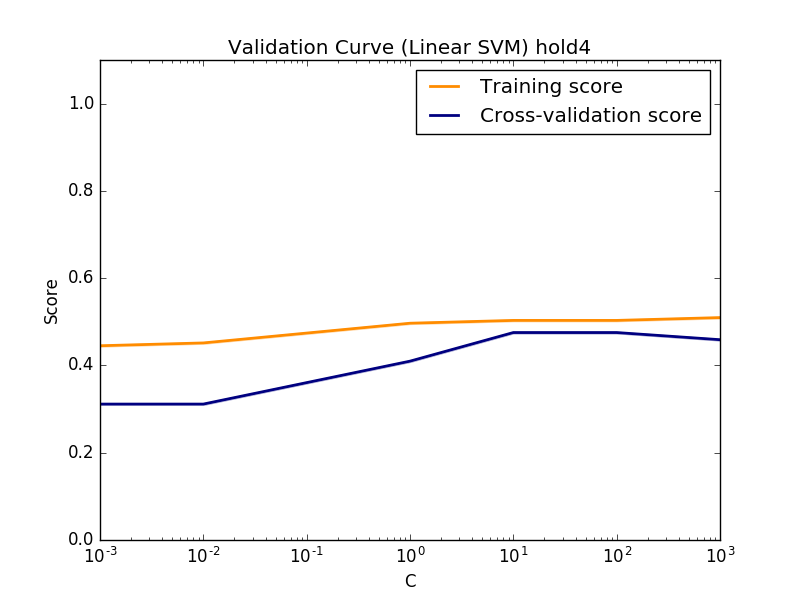 Validation Curve (Linear SVM) hold4
Training score
Cross-validation score
1.0
0.8
0.6
0.4
0.2
0.0
Score
10^-3 10^-2 10^-1 10^0 10^1 10^2 10^3
C